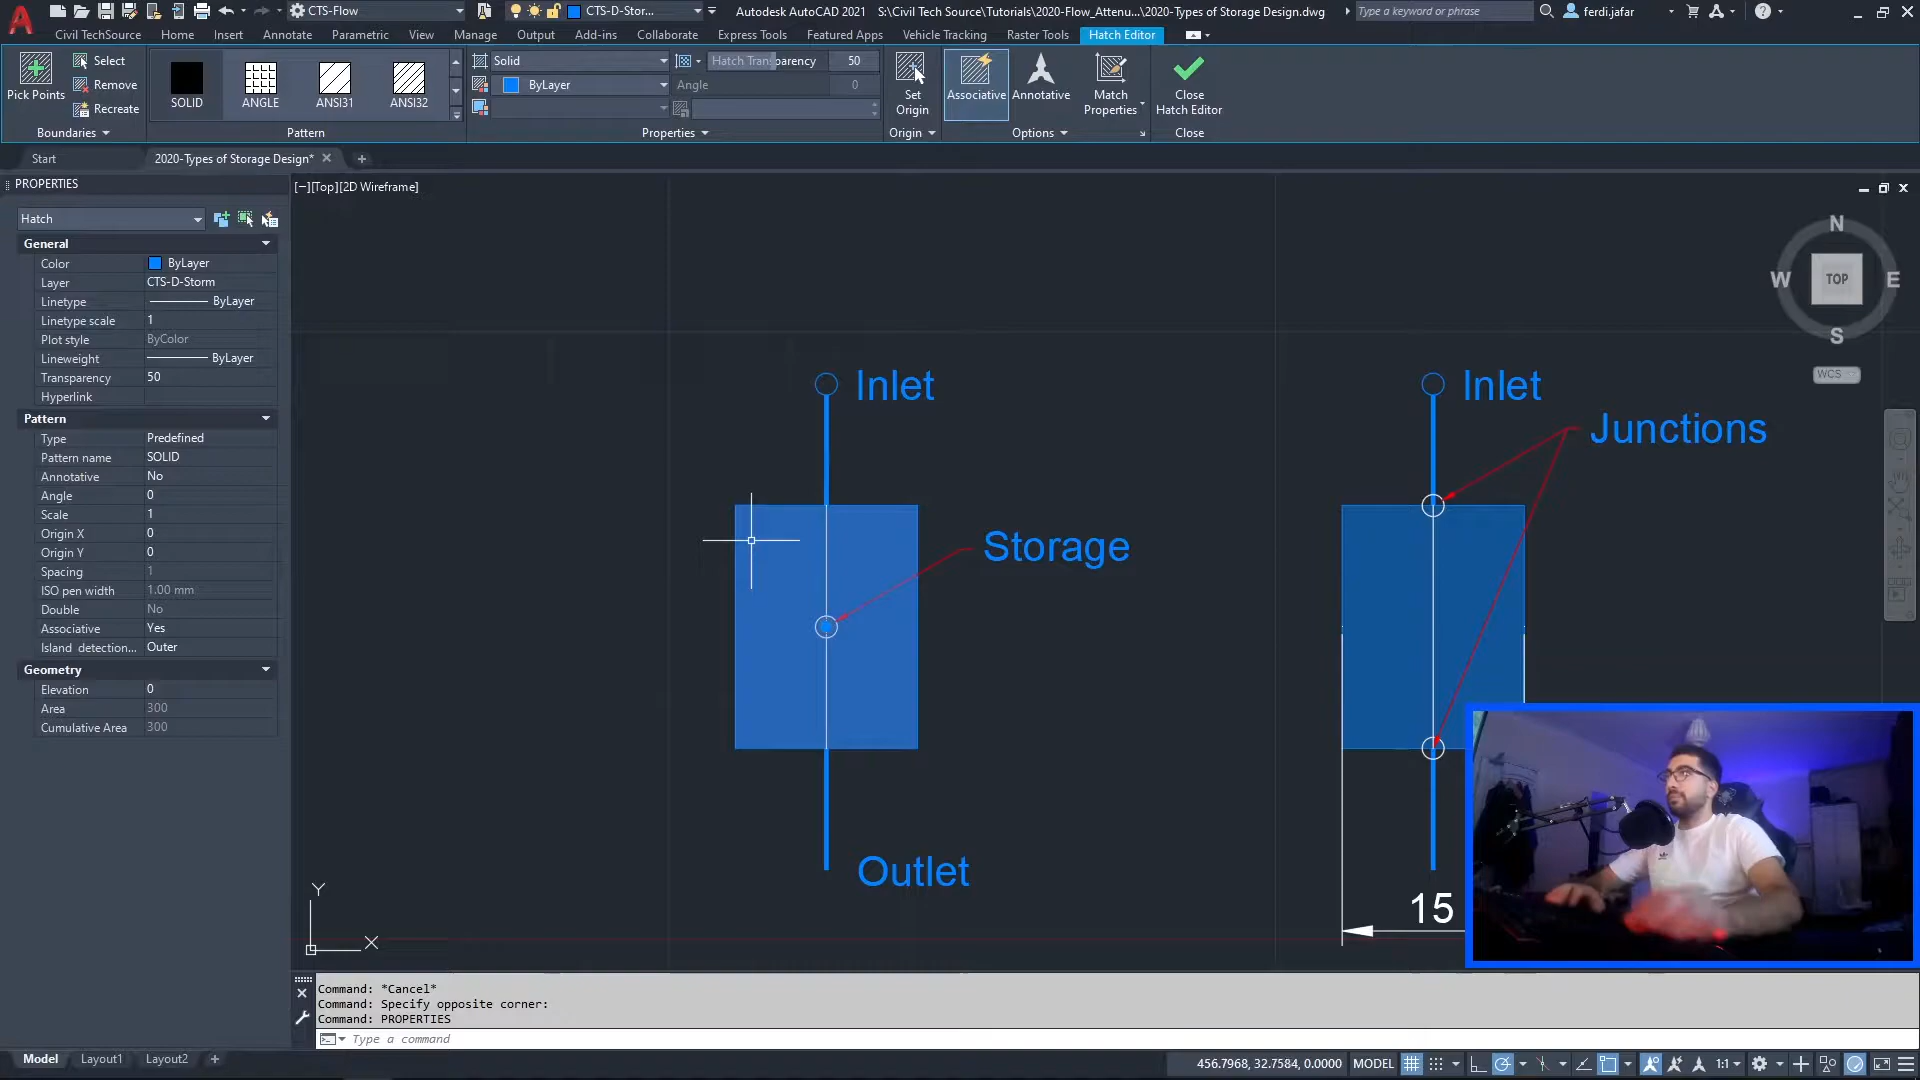 CTS-Flow
CTS-D-Stor...
Autodesk AutoCAD 2021
S:\Civil Tech Source\Tutorials\2020-Flow_Attenu...\2020-Types of Storage Design.dwg
Type a keyword or phrase
ferdi.jafar
Civil TechSource Home Insert Annotate Parametric View Manage Output Add-ins Collaborate Express Tools Featured Apps Vehicle Tracking Raster Tools Hatch Editor
Pick Points
Select
Remove
Recreate
Boundaries
SOLID
ANGLE
ANSI31
ANSI32
Pattern
Solid
ByLayer
Hatch Transparency 50
Angle 0
Properties
Set
Origin
Origin
Associative
Annotative
Match
Properties
Options
Close
Hatch Editor
Close
Start
2020-Types of Storage Design*
PROPERTIES
Hatch
General
Color ByLayer
Layer CTS-D-Storm
Linetype ByLayer
Linetype scale 1
Plot style ByColor
Lineweight ByLayer
Transparency 50
Hyperlink
Pattern
Type Predefined
Pattern name SOLID
Annotative No
Angle 0
Scale 1
Origin X 0
Origin Y 0
Spacing 1
ISO pen width 1.00 mm
Double No
Associative Yes
Island detection... Outer
Geometry
Elevation 0
Area 300
Cumulative Area 300
[−][Top][2D Wireframe]
N
W TOP E
S
WCS
Inlet
Storage
Outlet
Inlet
Junctions
15
Y
X
Command: *Cancel*
Command: Specify opposite corner:
Command: PROPERTIES
Type a command
Model Layout1 Layout2 +
456.7968, 32.7584, 0.0000 MODEL 1:1